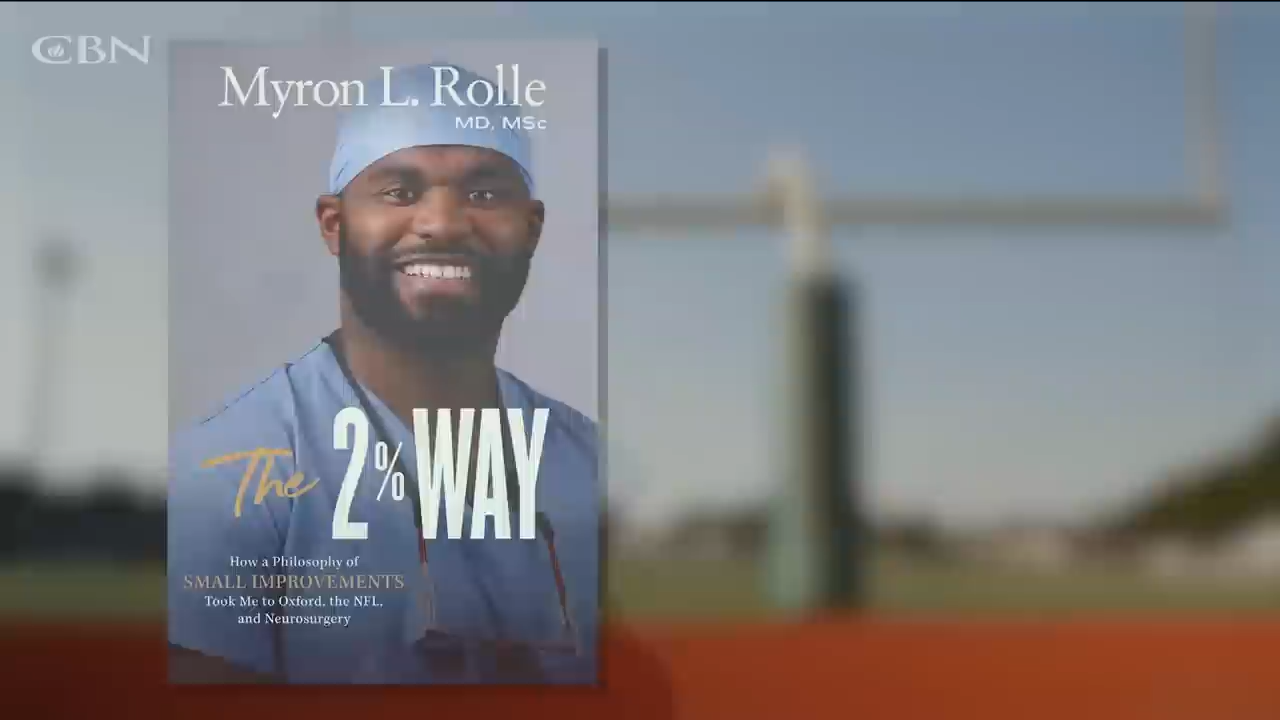 CBN
Myron L. Rolle
MD, MSc
The 2% WAY
How a Philosophy of
SMALL IMPROVEMENTS
Took Me to Oxford, the NFL,
and Neurosurgery